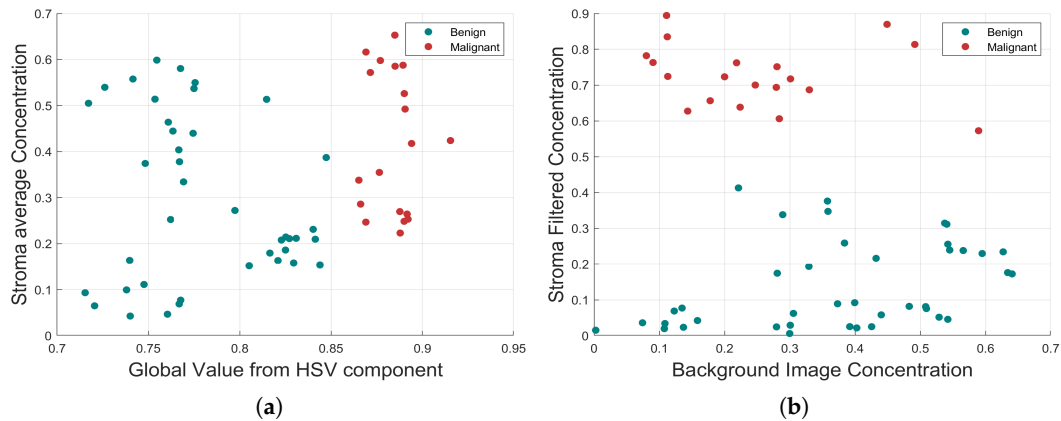 0.7
0.6
0.5
0.4
0.3
0.2
0.1
0
Stroma average Concentration
Benign
Malignant
0.7 0.75 0.8 0.85 0.9 0.95
Global Value from HSV component
(a)
0.9
0.8
0.7
0.6
0.5
0.4
0.3
0.2
0.1
0
Stroma Filtered Concentration
Benign
Malignant
0 0.1 0.2 0.3 0.4 0.5 0.6 0.7
Background Image Concentration
(b)